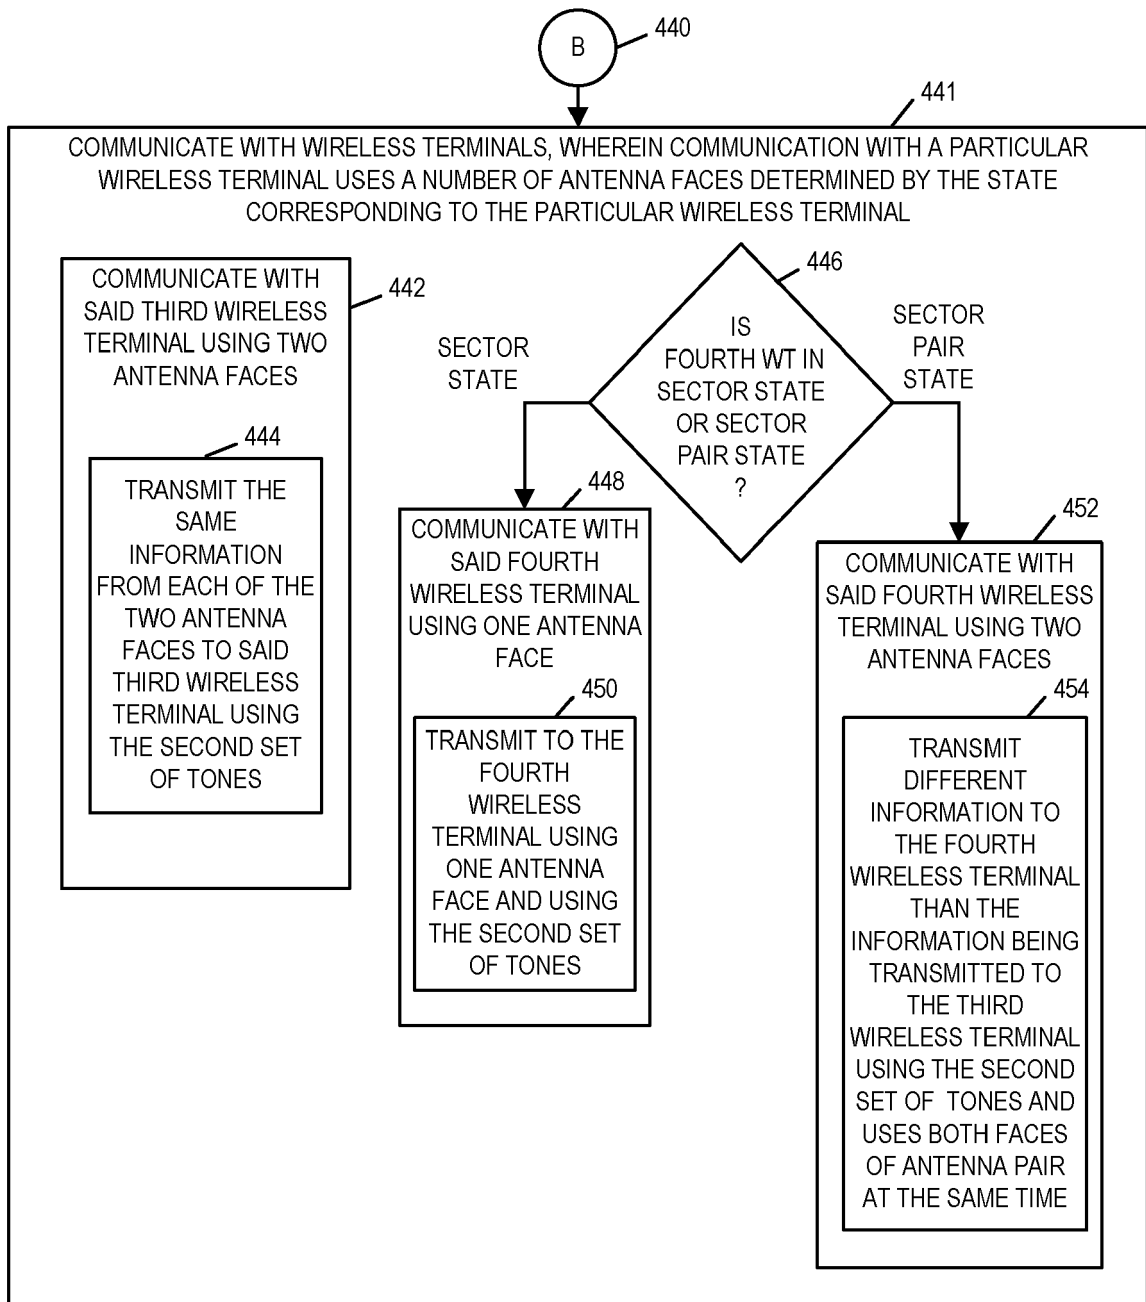 B
440
441
COMMUNICATE WITH WIRELESS TERMINALS, WHEREIN COMMUNICATION WITH A PARTICULAR
WIRELESS TERMINAL USES A NUMBER OF ANTENNA FACES DETERMINED BY THE STATE
CORRESPONDING TO THE PARTICULAR WIRELESS TERMINAL
COMMUNICATE WITH
SAID THIRD WIRELESS
TERMINAL USING TWO
ANTENNA FACES
442
444
TRANSMIT THE
SAME
INFORMATION
FROM EACH OF THE
TWO ANTENNA
FACES TO SAID
THIRD WIRELESS
TERMINAL USING
THE SECOND SET
OF TONES
446
IS
FOURTH WT IN
SECTOR STATE
OR SECTOR
PAIR STATE
?
SECTOR
STATE
SECTOR
PAIR
STATE
448
COMMUNICATE WITH
SAID FOURTH
WIRELESS TERMINAL
USING ONE ANTENNA
FACE
450
TRANSMIT TO THE
FOURTH
WIRELESS
TERMINAL USING
ONE ANTENNA
FACE AND USING
THE SECOND SET
OF TONES
452
COMMUNICATE WITH
SAID FOURTH WIRELESS
TERMINAL USING TWO
ANTENNA FACES
454
TRANSMIT
DIFFERENT
INFORMATION TO
THE FOURTH
WIRELESS TERMINAL
THAN THE
INFORMATION BEING
TRANSMITTED TO
THE THIRD
WIRELESS TERMINAL
USING THE SECOND
SET OF TONES AND
USES BOTH FACES
OF ANTENNA PAIR
AT THE SAME TIME